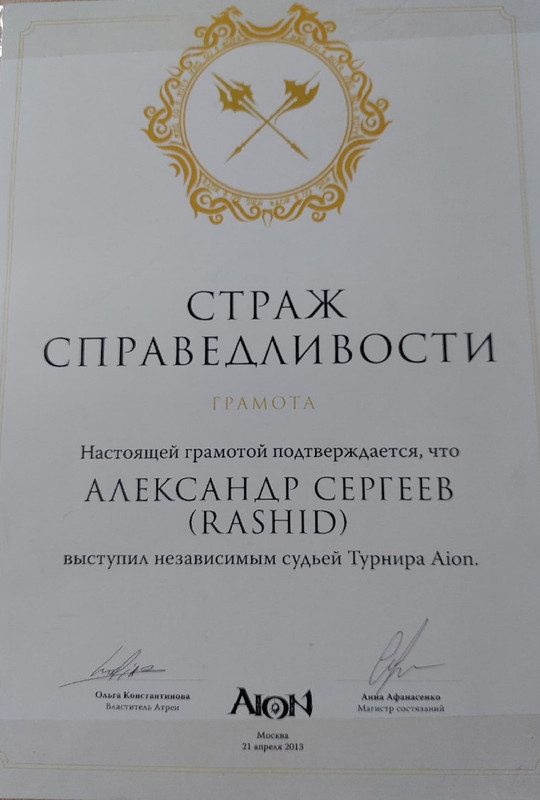 СТРАЖ
СПРАВЕДЛИВОСТИ
ГРАМОТА
Настоящей грамотой подтверждается, что
АЛЕКСАНДР СЕРГЕЕВ
(RASHID)
выступил независимым судьей Турнира Aion.
Ольга Константинова
Властитель Атреи
AION
Анна Афанасенко
Магистр состязаний
Москва
21 апреля 2013